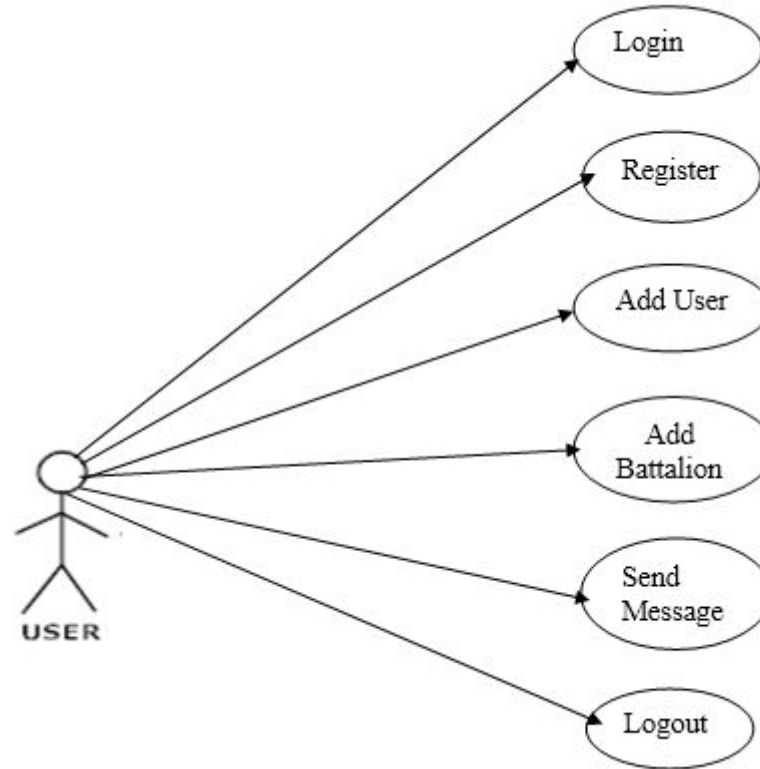 Login
Register
Add User
Add
Battalion
Send
Message
USER
Logout